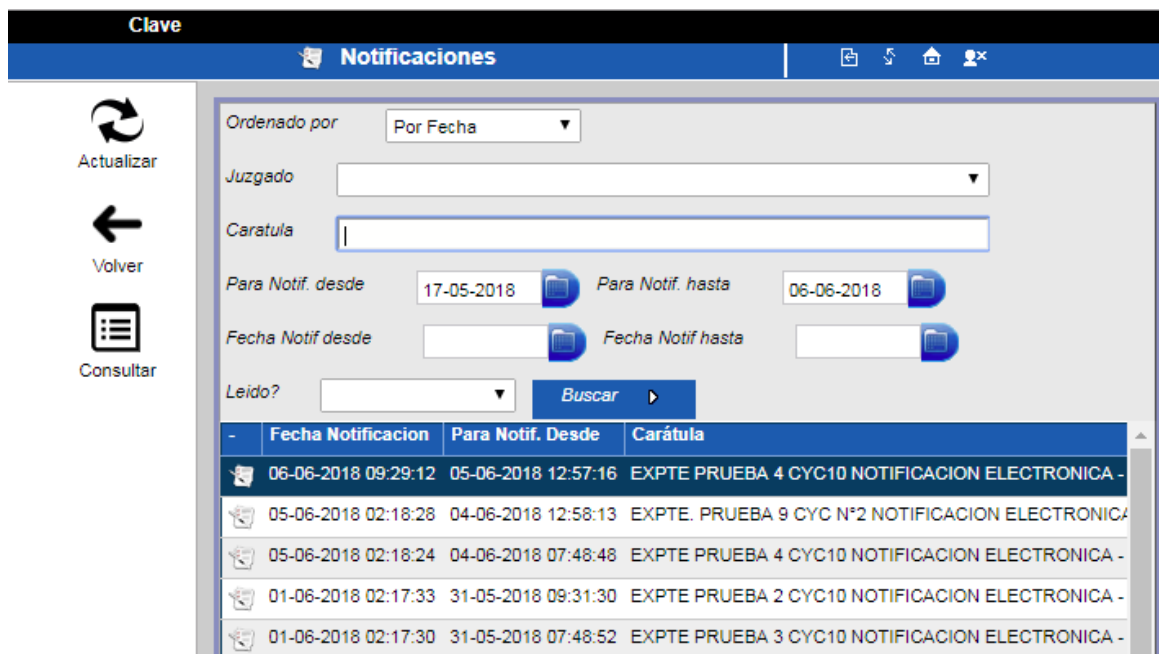 Clave
Notificaciones
Actualizar
Volver
Consultar
Ordenado por Por Fecha
Juzgado
Caratula
Para Notif. desde 17-05-2018 Para Notif. hasta 06-06-2018
Fecha Notif desde Fecha Notif hasta
Leido? Buscar
- Fecha Notificacion Para Notif. Desde Carátula
06-06-2018 09:29:12 05-06-2018 12:57:16 EXPTE PRUEBA 4 CYC10 NOTIFICACION ELECTRONICA -
05-06-2018 02:18:28 04-06-2018 12:58:13 EXPTE. PRUEBA 9 CYC N°2 NOTIFICACION ELECTRONICA
05-06-2018 02:18:24 04-06-2018 07:48:48 EXPTE PRUEBA 4 CYC10 NOTIFICACION ELECTRONICA -
01-06-2018 02:17:33 31-05-2018 09:31:30 EXPTE PRUEBA 2 CYC10 NOTIFICACION ELECTRONICA -
01-06-2018 02:17:30 31-05-2018 07:48:52 EXPTE PRUEBA 3 CYC10 NOTIFICACION ELECTRONICA -